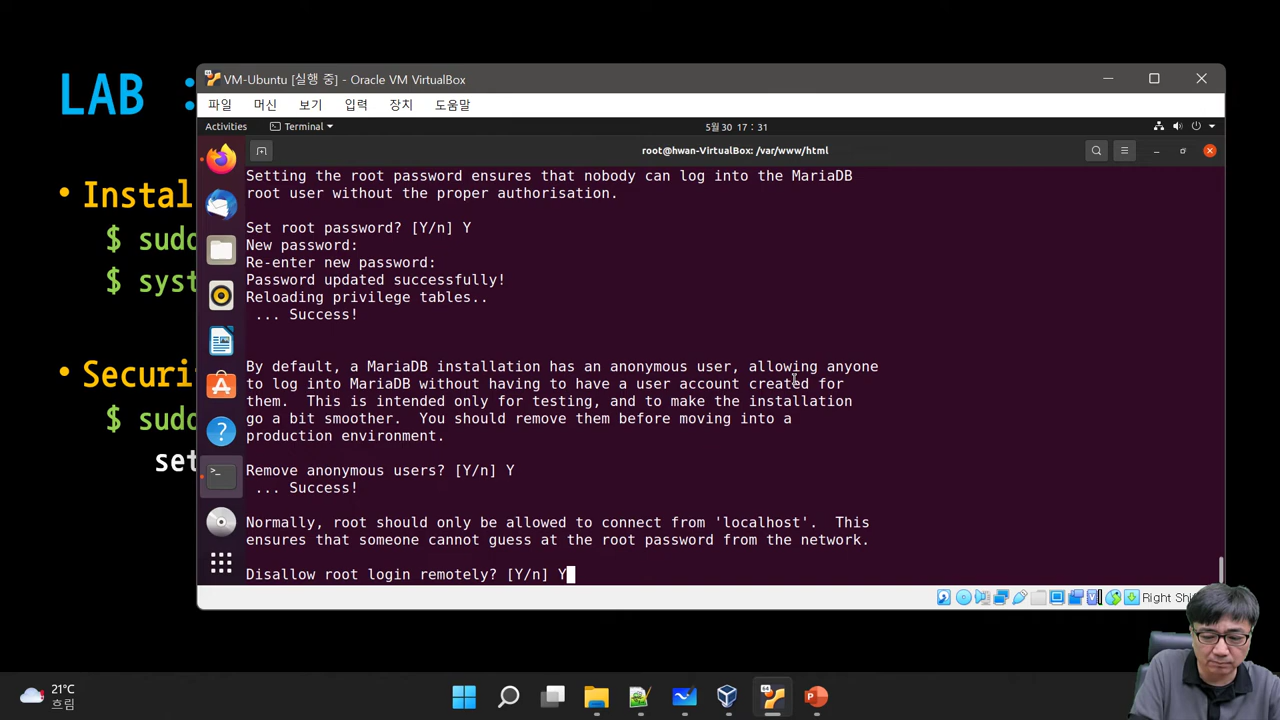 LAB :
VM-Ubuntu [실행 중] - Oracle VM VirtualBox
파일 머신 보기 입력 장치 도움말
Activities Terminal 5월 30 17 : 31
root@hwan-VirtualBox: /var/www/html
• Instal
$ sudo
$ syst
• Securi
$ sudo
set
Setting the root password ensures that nobody can log into the MariaDB
root user without the proper authorisation.
Set root password? [Y/n] Y
New password:
Re-enter new password:
Password updated successfully!
Reloading privilege tables..
... Success!
By default, a MariaDB installation has an anonymous user, allowing anyone
to log into MariaDB without having to have a user account created for
them.  This is intended only for testing, and to make the installation
go a bit smoother.  You should remove them before moving into a
production environment.
Remove anonymous users? [Y/n] Y
... Success!
Normally, root should only be allowed to connect from 'localhost'.  This
ensures that someone cannot guess at the root password from the network.
Disallow root login remotely? [Y/n] Y
Right
21°C
흐림